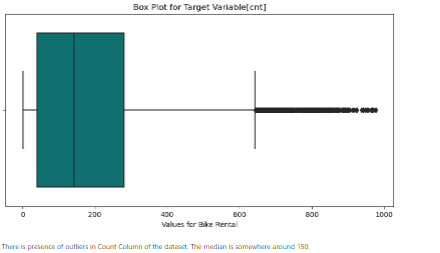 Box Plot for Target Variable[cnt]
0 200 400 600 800 1000
Values for Bike Rental
There is presence of outliers in Count Column of the dataset. The median is somewhere around 150.